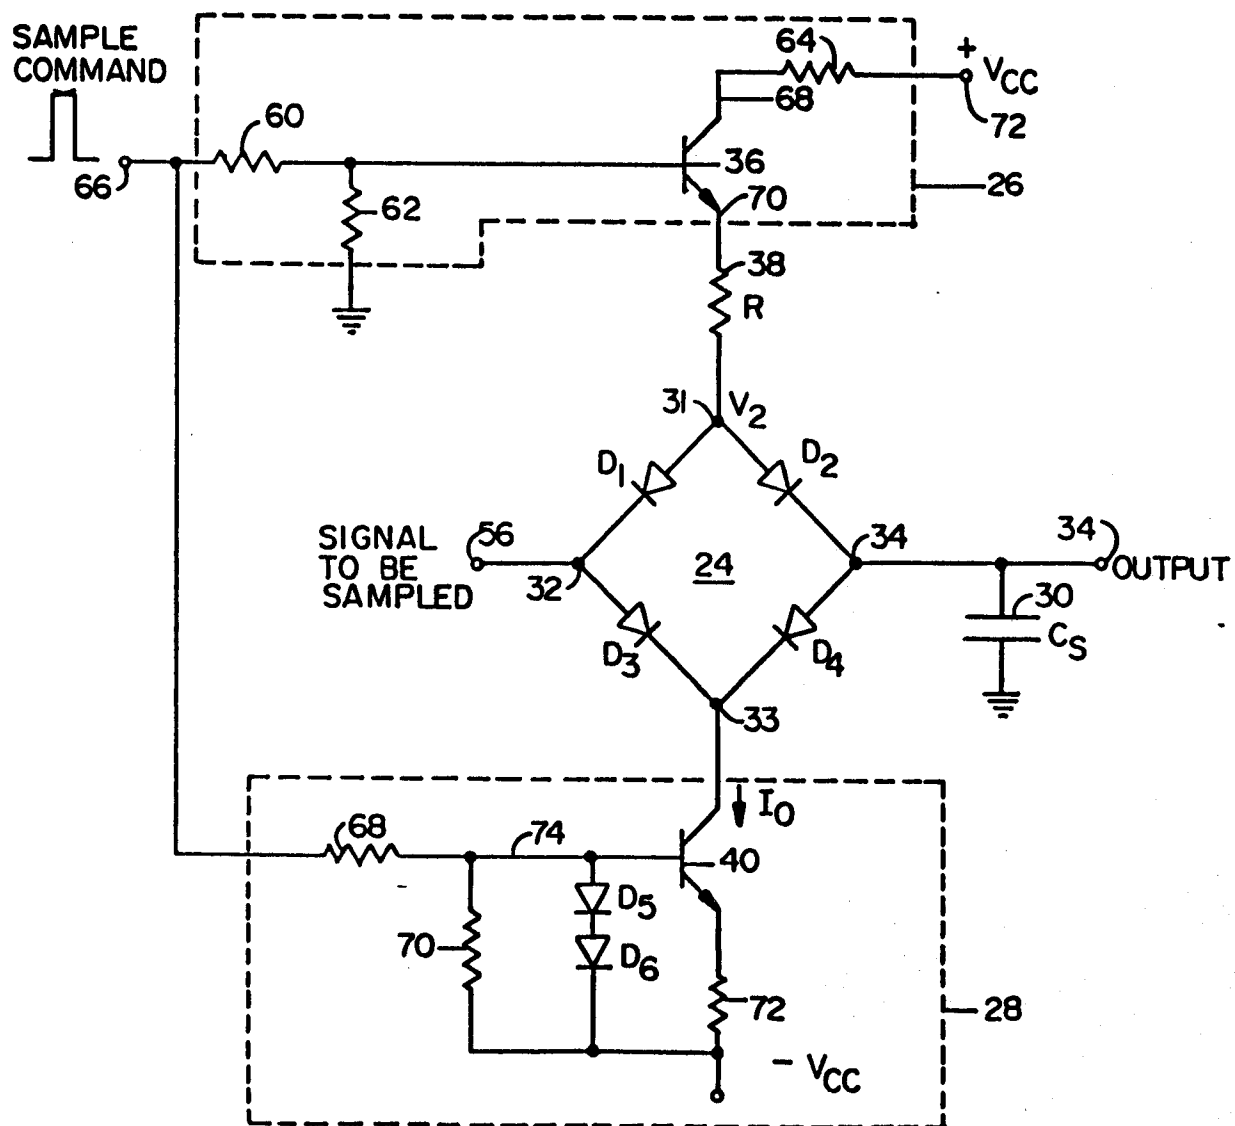 SAMPLE
COMMAND
66
60
62
64
+
VCC
72
68
36
70
26
38
R
31
V2
D1
D2
SIGNAL
TO BE
SAMPLED
56
32
24
34
34
OUTPUT
30
CS
D3
D4
33
I0
68
74
40
D5
70
D6
72
28
- VCC